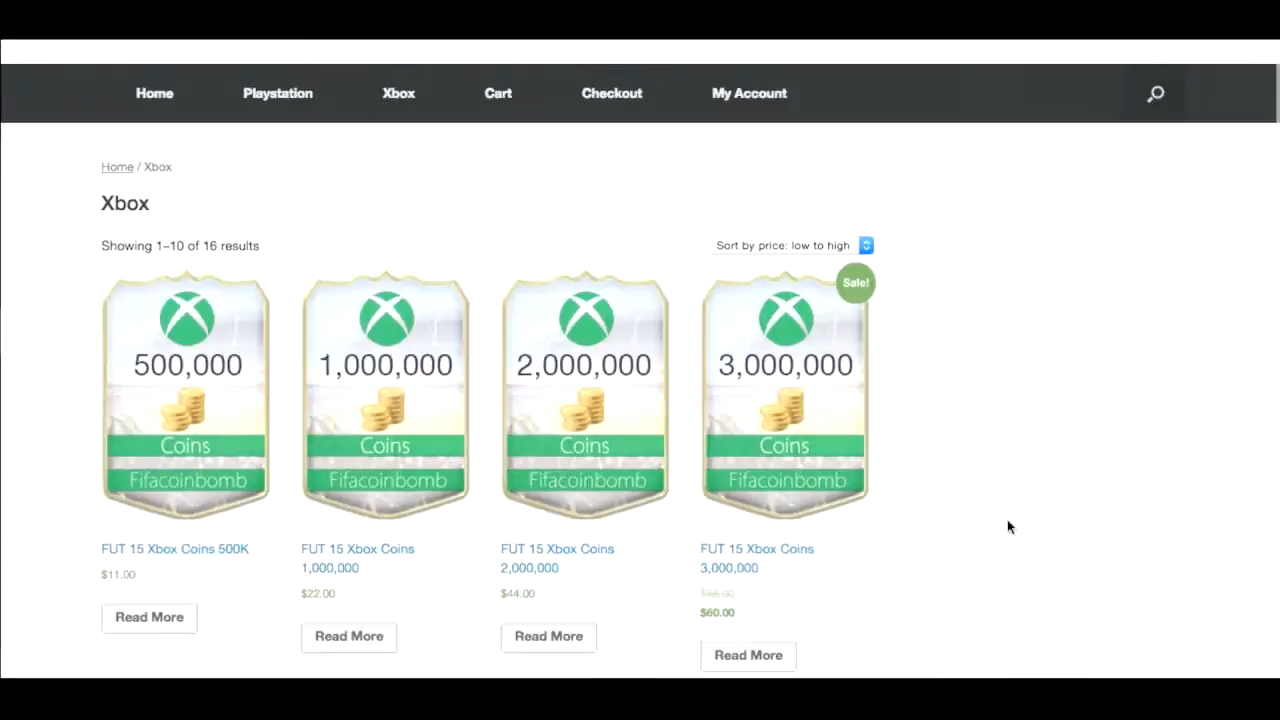 Home Playstation Xbox Cart Checkout My Account
Home / Xbox
Xbox
Showing 1–10 of 16 results
Sort by price: low to high
500,000
Coins
Fifacoinbomb
FUT 15 Xbox Coins 500K
$11.00
Read More
1,000,000
Coins
Fifacoinbomb
FUT 15 Xbox Coins
1,000,000
$22.00
Read More
2,000,000
Coins
Fifacoinbomb
FUT 15 Xbox Coins
2,000,000
$44.00
Read More
Sale!
3,000,000
Coins
Fifacoinbomb
FUT 15 Xbox Coins
3,000,000
$60.00
Read More